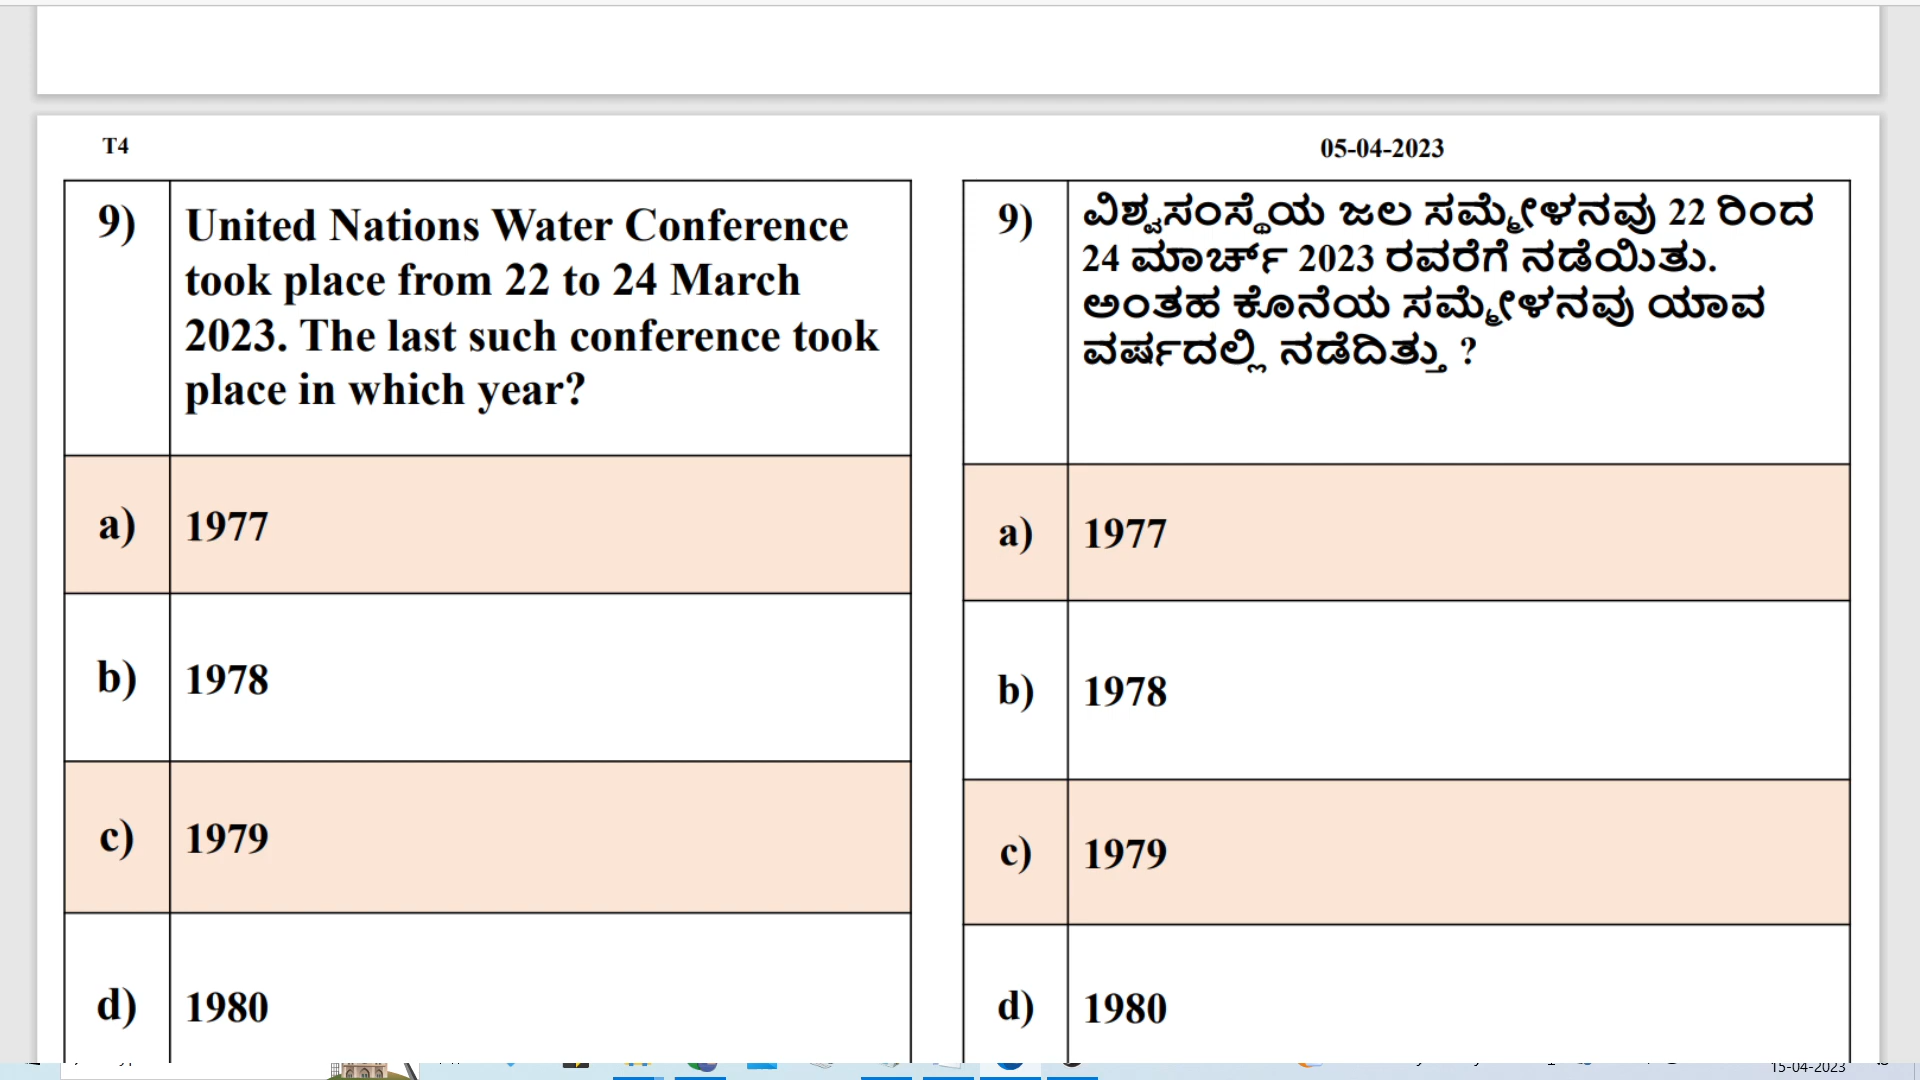 T4
05-04-2023
9)
United Nations Water Conference
took place from 22 to 24 March
2023. The last such conference took
place in which year?
a) 1977
b) 1978
c) 1979
d) 1980
9)
ವಿಶ್ವಸಂಸ್ಥೆಯ ಜಲ ಸಮ್ಮೇಳನವು 22 ರಿಂದ
24 ಮಾರ್ಚ್ 2023 ರವರೆಗೆ ನಡೆಯಿತು.
ಅಂತಹ ಕೊನೆಯ ಸಮ್ಮೇಳನವು ಯಾವ
ವರ್ಷದಲ್ಲಿ ನಡೆದಿತ್ತು ?
a) 1977
b) 1978
c) 1979
d) 1980
15-04-2023